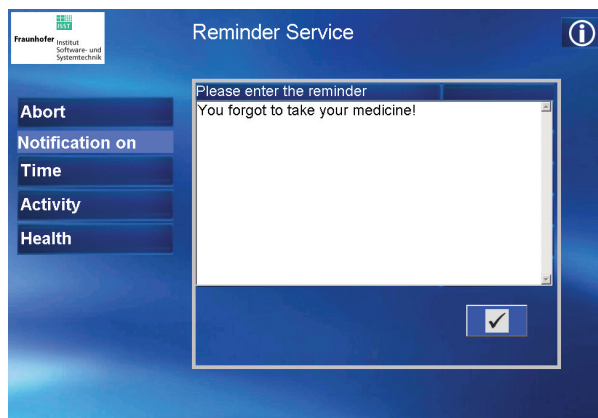 ISST
Fraunhofer Institut
Software- und
Systemtechnik
Reminder Service
i
Abort
Notification on
Time
Activity
Health
Please enter the reminder
You forgot to take your medicine!